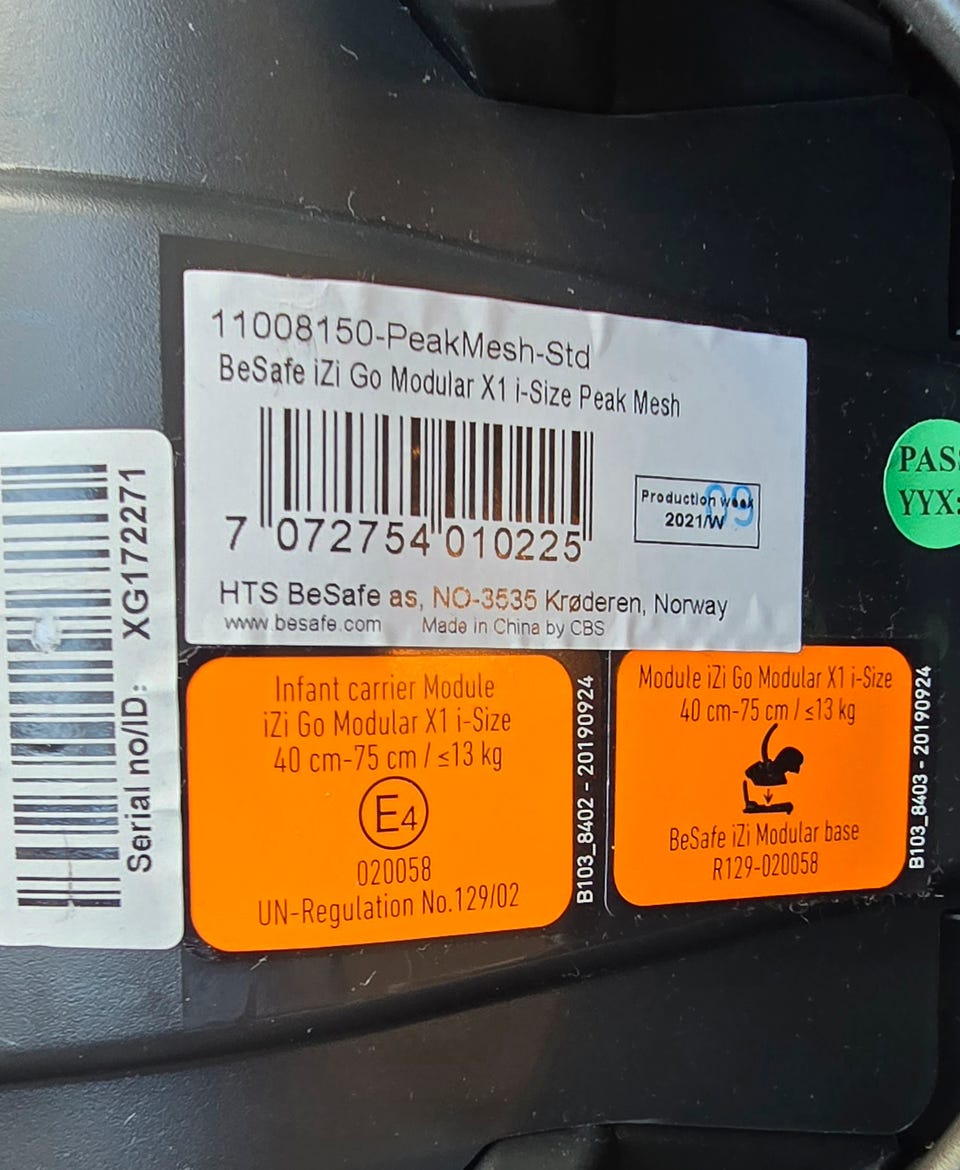 11008150-PeakMesh-Std
BeSafe iZi Go Modular X1 i-Size Peak Mesh
7 072754 010225
Production week
2021/W 09
HTS BeSafe as, NO-3535 Krøderen, Norway
www.besafe.com Made in China by CBS
Serial no/ID: XG172271
PASS
YYX:
Infant carrier Module
iZi Go Modular X1 i-Size
40 cm-75 cm / ≤13 kg
E4
020058
UN-Regulation No.129/02
B103_8402 - 20190924
Module iZi Go Modular X1 i-Size
40 cm-75 cm / ≤13 kg
BeSafe iZi Modular base
R129-020058
B103_8403 - 20190924